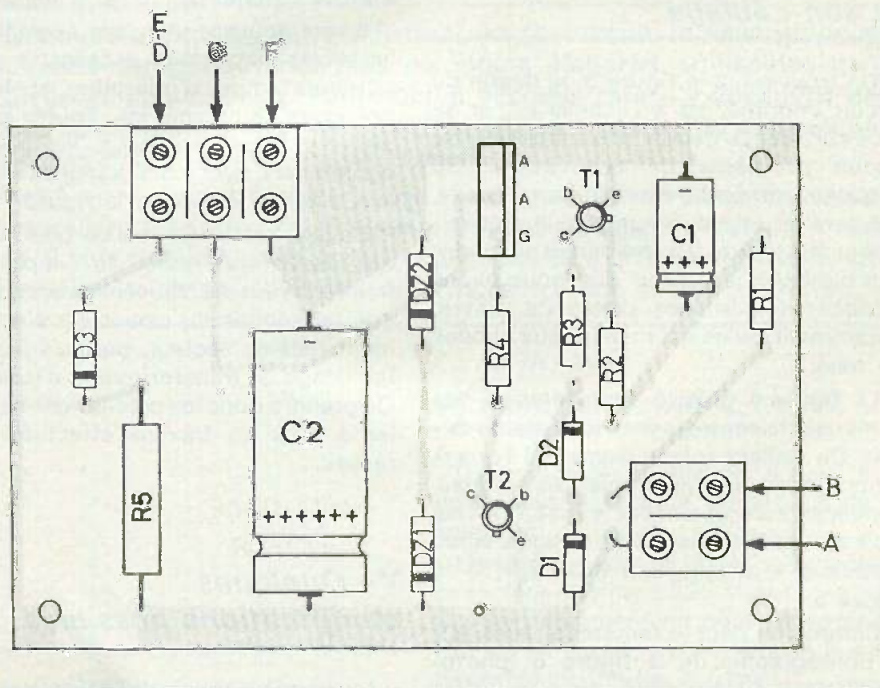 E
D F
A
A
G
T1
b e
c
- C1
+++
DZ2
R1
D3
R4
R3
R2
- C2
++++++
R5
D2
T2
c b
e
B
A
DZ1
D1